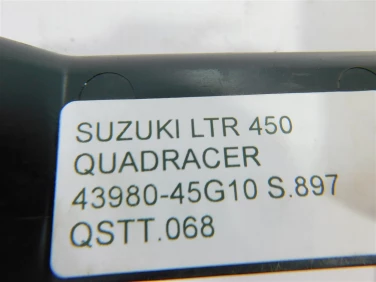 SUZUKI LTR 450
QUADRACER
43980-45G10 S.897
QSTT.068